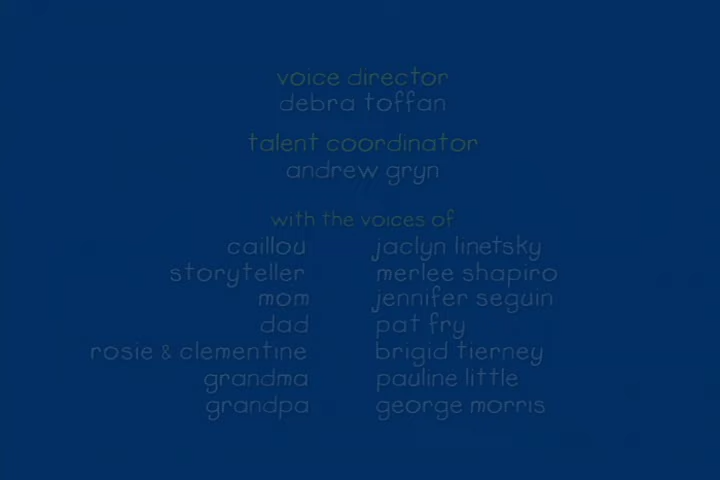 voice director
debra toffan
talent coordinator
andrew gryn
with the voices of
caillou jaclyn linetsky
storyteller merlee shapiro
mom jennifer seguin
dad pat fry
rosie & clementine brigid tierney
grandma pauline little
grandpa george morris